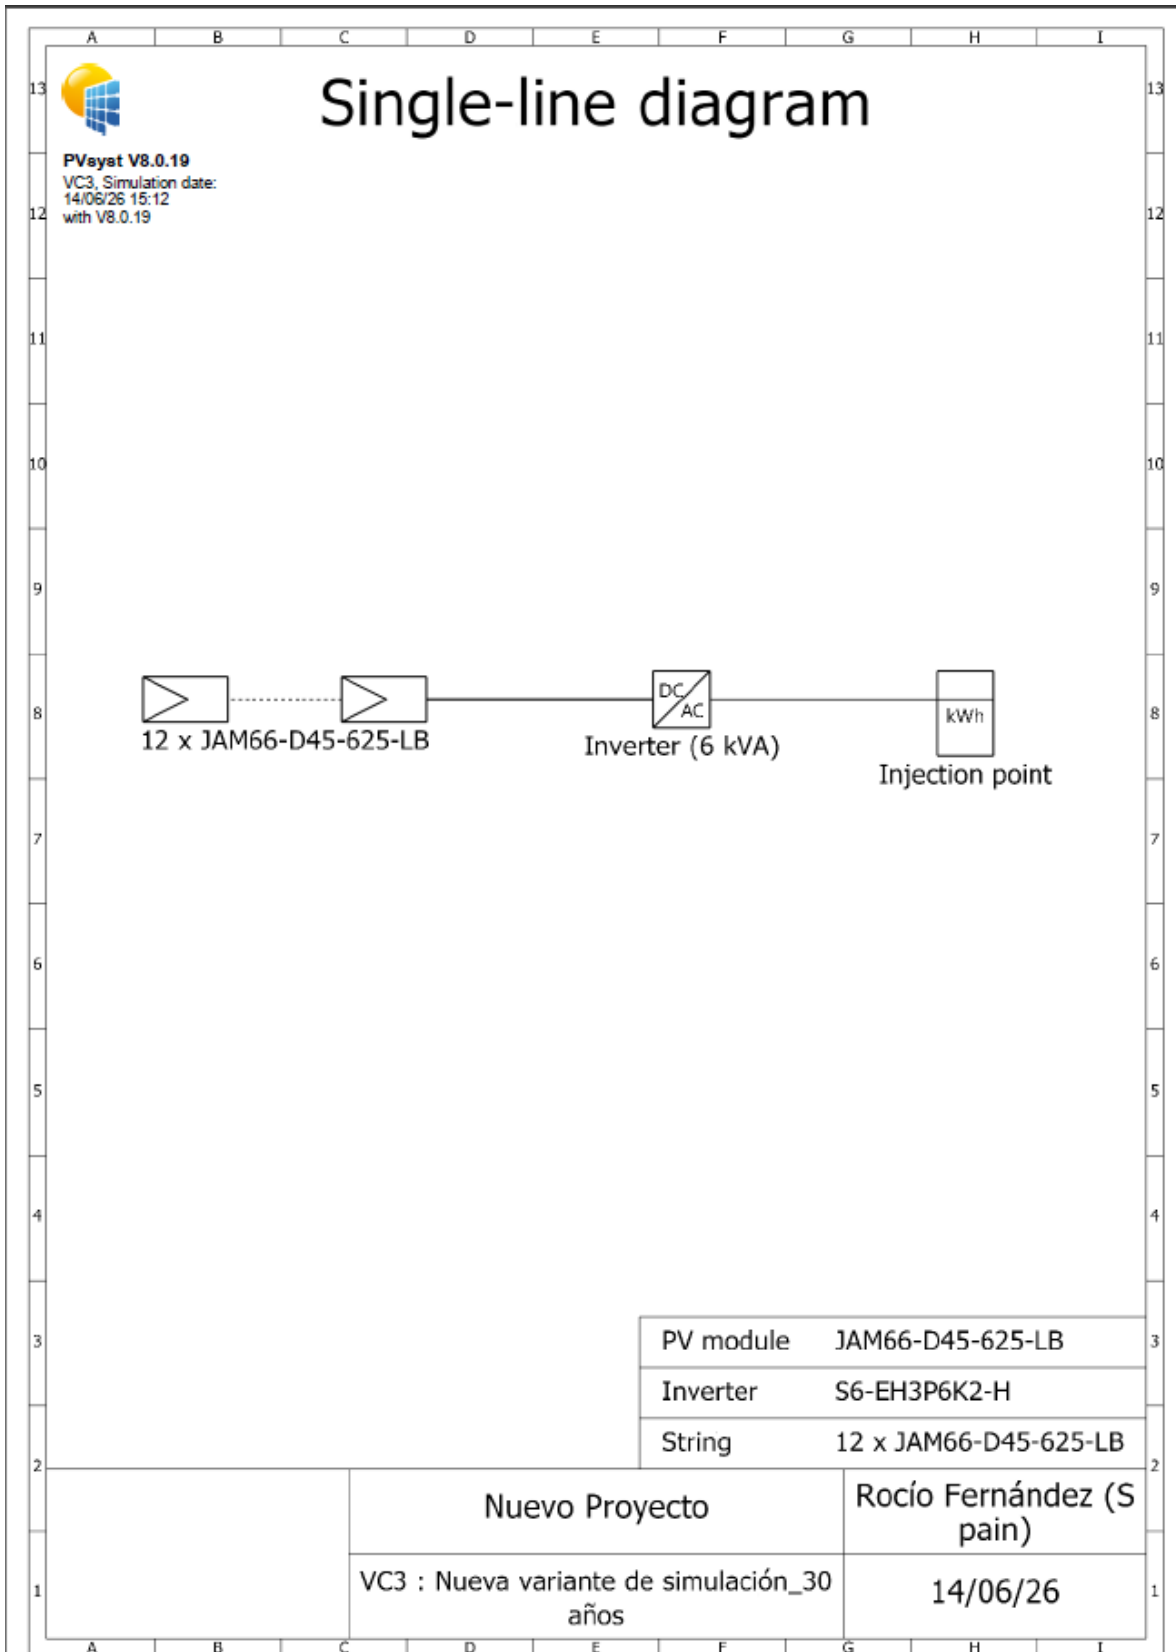 A B C D E F G H I
13 13
Single-line diagram
PVsyst V8.0.19
VC3, Simulation date:
14/06/26 15:12
with V8.0.19
12 12
11 11
10 10
9 9
8 8
DC
AC
kWh
12 x JAM66-D45-625-LB
Inverter (6 kVA)
Injection point
7 7
6 6
5 5
4 4
3 3
PV module JAM66-D45-625-LB
Inverter S6-EH3P6K2-H
String 12 x JAM66-D45-625-LB
2 2
Nuevo Proyecto
Rocío Fernández (S
pain)
VC3 : Nueva variante de simulación_30
años
14/06/26
1 1
A B C D E F G H I